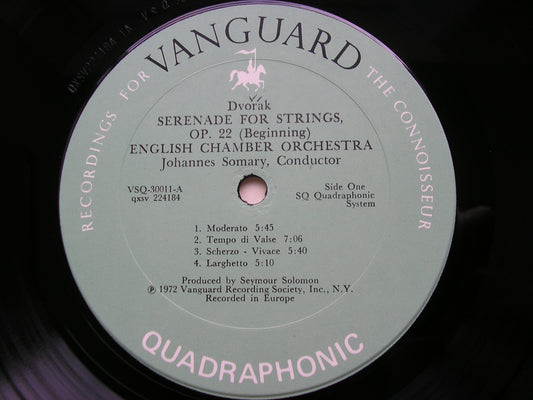 RECORDINGS FOR VANGUARD THE CONNOISSEUR
Dvořák
SERENADE FOR STRINGS,
OP. 22 (Beginning)
ENGLISH CHAMBER ORCHESTRA
Johannes Somary, Conductor
VSQ-30011-A
qxsv 224184
Side One
SQ Quadraphonic
System
1. Moderato 5:45
2. Tempo di Valse 7:06
3. Scherzo - Vivace 5:40
4. Larghetto 5:10
Produced by Seymour Solomon
℗ 1972 Vanguard Recording Society, Inc., N.Y.
Recorded in Europe
QUADRAPHONIC